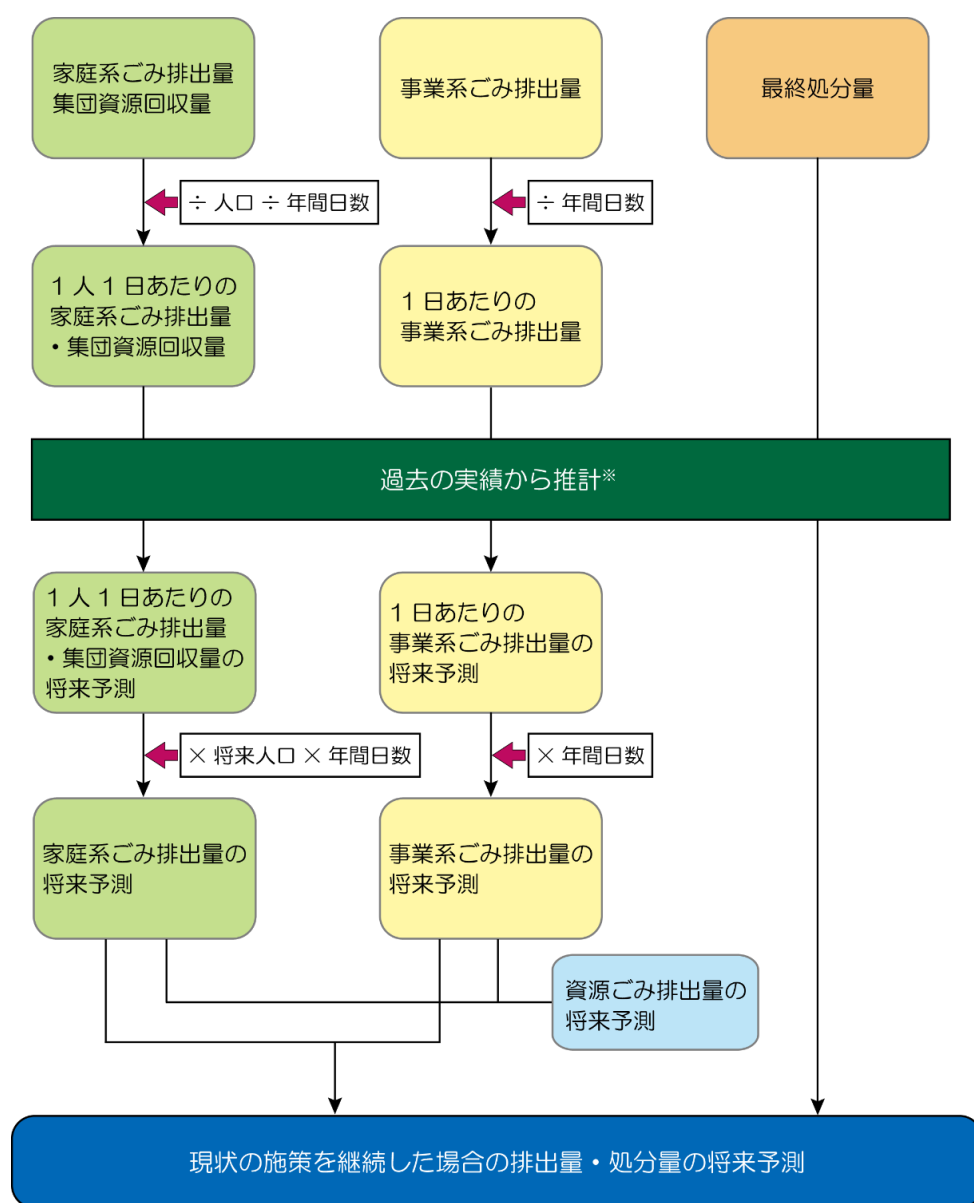 家庭系ごみ排出量
集団資源回収量
事業系ごみ排出量
最終処分量
÷ 人口 ÷ 年間日数
÷ 年間日数
1人1日あたりの
家庭系ごみ排出量
・集団資源回収量
1日あたりの
事業系ごみ排出量
過去の実績から推計※
1人1日あたりの
家庭系ごみ排出量
・集団資源回収量の
将来予測
1日あたりの
事業系ごみ排出量の
将来予測
× 将来人口 × 年間日数
× 年間日数
家庭系ごみ排出量の
将来予測
事業系ごみ排出量の
将来予測
資源ごみ排出量の
将来予測
現状の施策を継続した場合の排出量・処分量の将来予測